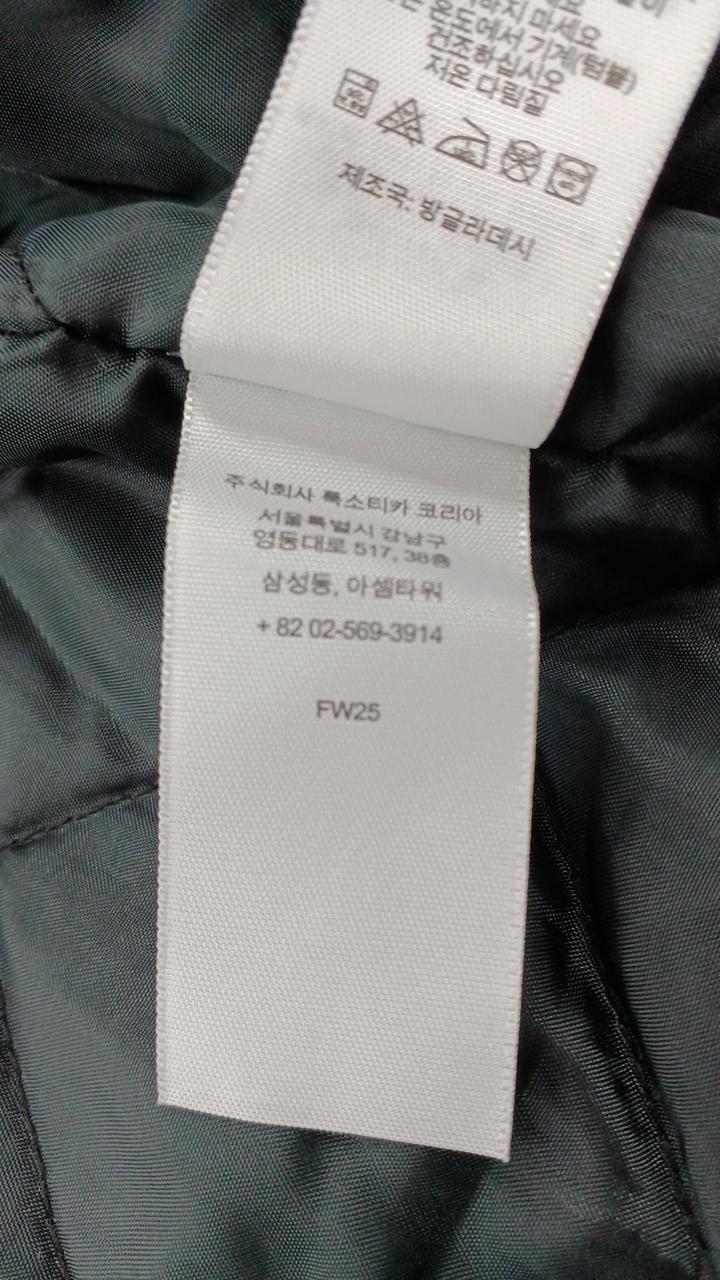 하지 마세요
온도에서 기계(텀블)
건조하십시오
저온 다림질
제조국: 방글라데시
주식회사 룩소티카 코리아
서울특별시 강남구
영동대로 517, 38층
삼성동, 아셈타워
+ 82 02-569-3914
FW25